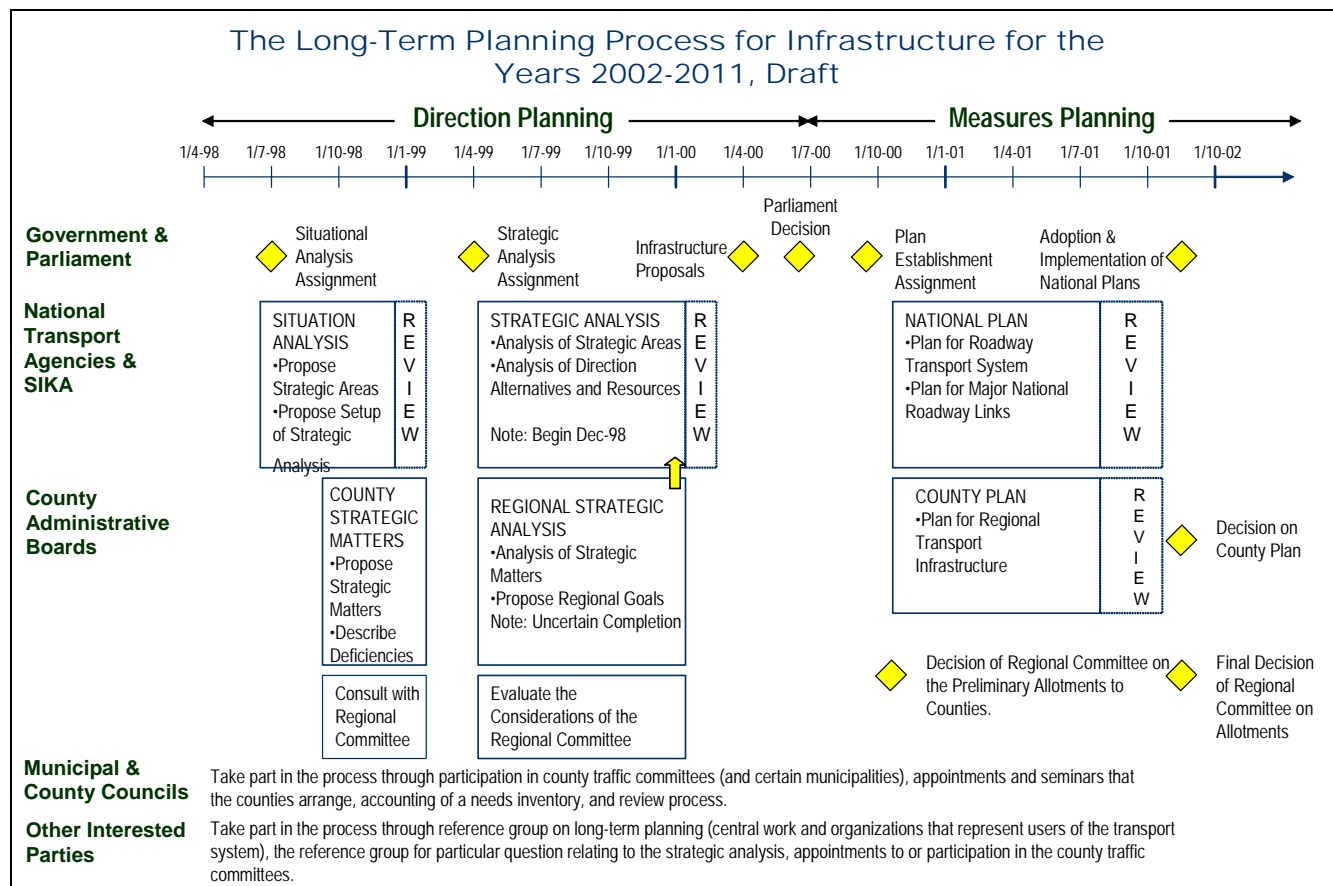 The Long-Term Planning Process for Infrastructure for the
Years 2002-2011, Draft
Direction Planning
Measures Planning
1/4-98
1/7-98
1/10-98
1/1-99
1/4-99
1/7-99
1/10-99
1/1-00
1/4-00
1/7-00
1/10-00
1/1-01
1/4-01
1/7-01
1/10-01
1/10-02
Government &
Parliament
Situational
Analysis
Assignment
Strategic
Analysis
Assignment
Infrastructure
Proposals
Parliament
Decision
Plan
Establishment
Assignment
Adoption &
Implementation of
National Plans
National
Transport
Agencies &
SIKA
SITUATION
ANALYSIS
•Propose
Strategic Areas
•Propose Setup
of Strategic
Analysis
R
E
V
I
E
W
STRATEGIC ANALYSIS
•Analysis of Strategic Areas
•Analysis of Direction
Alternatives and Resources
Note: Begin Dec-98
R
E
V
I
E
W
NATIONAL PLAN
•Plan for Roadway
Transport System
•Plan for Major National
Roadway Links
R
E
V
I
E
W
County
Administrative
Boards
COUNTY
STRATEGIC
MATTERS
•Propose
Strategic
Matters
•Describe
Deficiencies
REGIONAL STRATEGIC
ANALYSIS
•Analysis of Strategic
Matters
•Propose Regional Goals
Note: Uncertain Completion
COUNTY PLAN
•Plan for Regional
Transport
Infrastructure
R
E
V
I
E
W
Decision on
County Plan
Consult with
Regional
Committee
Evaluate the
Considerations of the
Regional Committee
Decision of Regional Committee on
the Preliminary Allotments to
Counties.
Final Decision
of Regional
Committee on
Allotments
Municipal &
County Councils
Take part in the process through participation in county traffic committees (and certain municipalities), appointments and seminars that
the counties arrange, accounting of a needs inventory, and review process.
Other Interested
Parties
Take part in the process through reference group on long-term planning (central work and organizations that represent users of the transport
system), the reference group for particular question relating to the strategic analysis, appointments to or participation in the county traffic
committees.